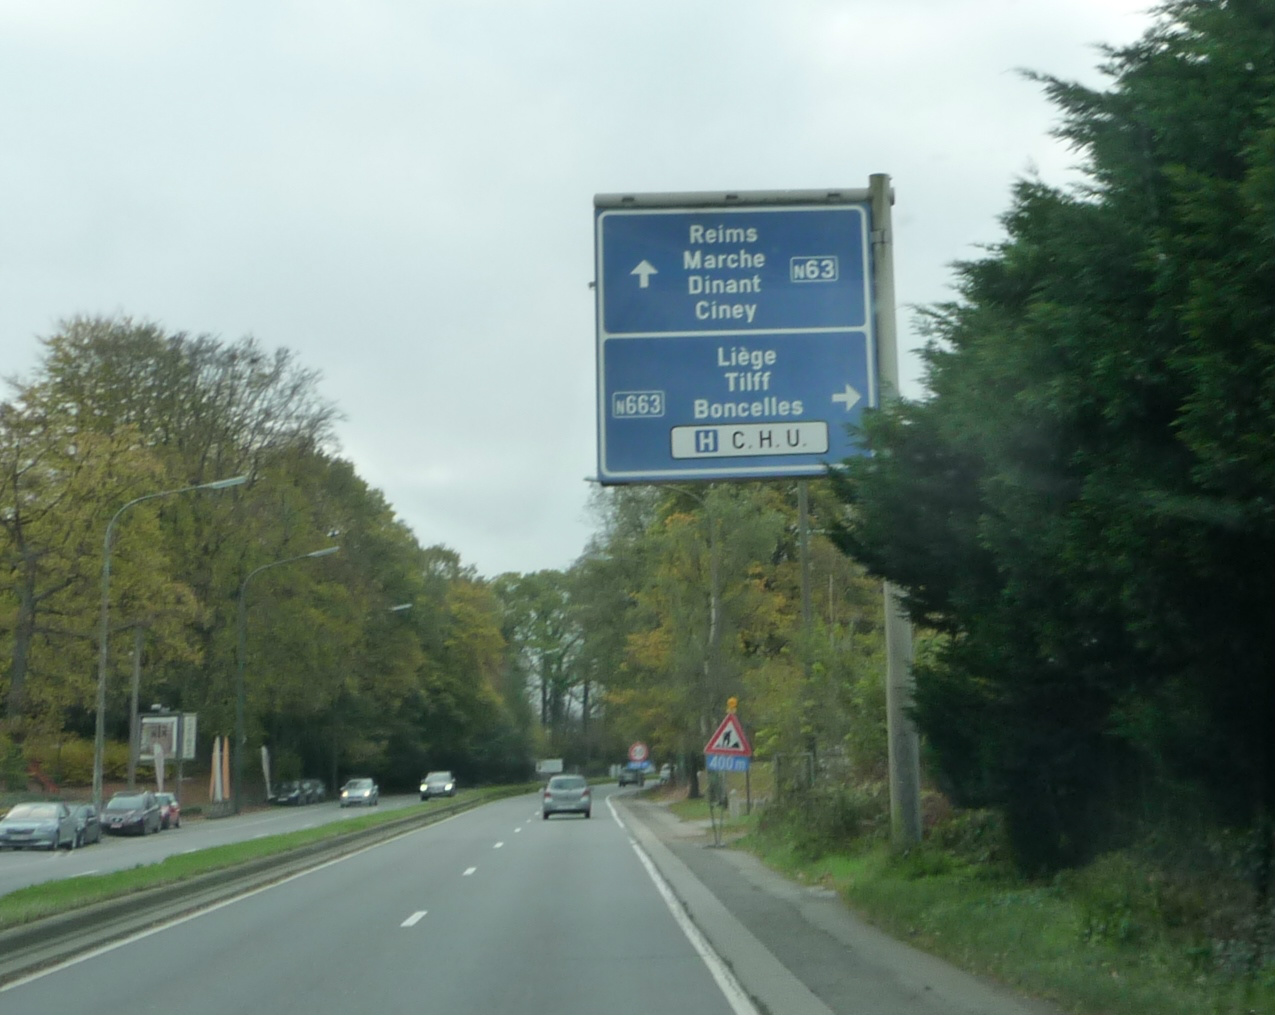 Reims
Marche
N63
Dinant
Ciney
Liège
Tilff
N663
Boncelles
H C.H.U.
400 m